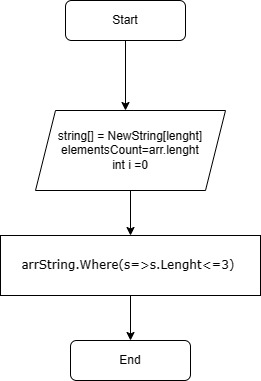 Start
string[] = NewString[lenght]
elementsCount=arr.lenght
int i =0
arrString.Where(s=>s.Lenght<=3)
End